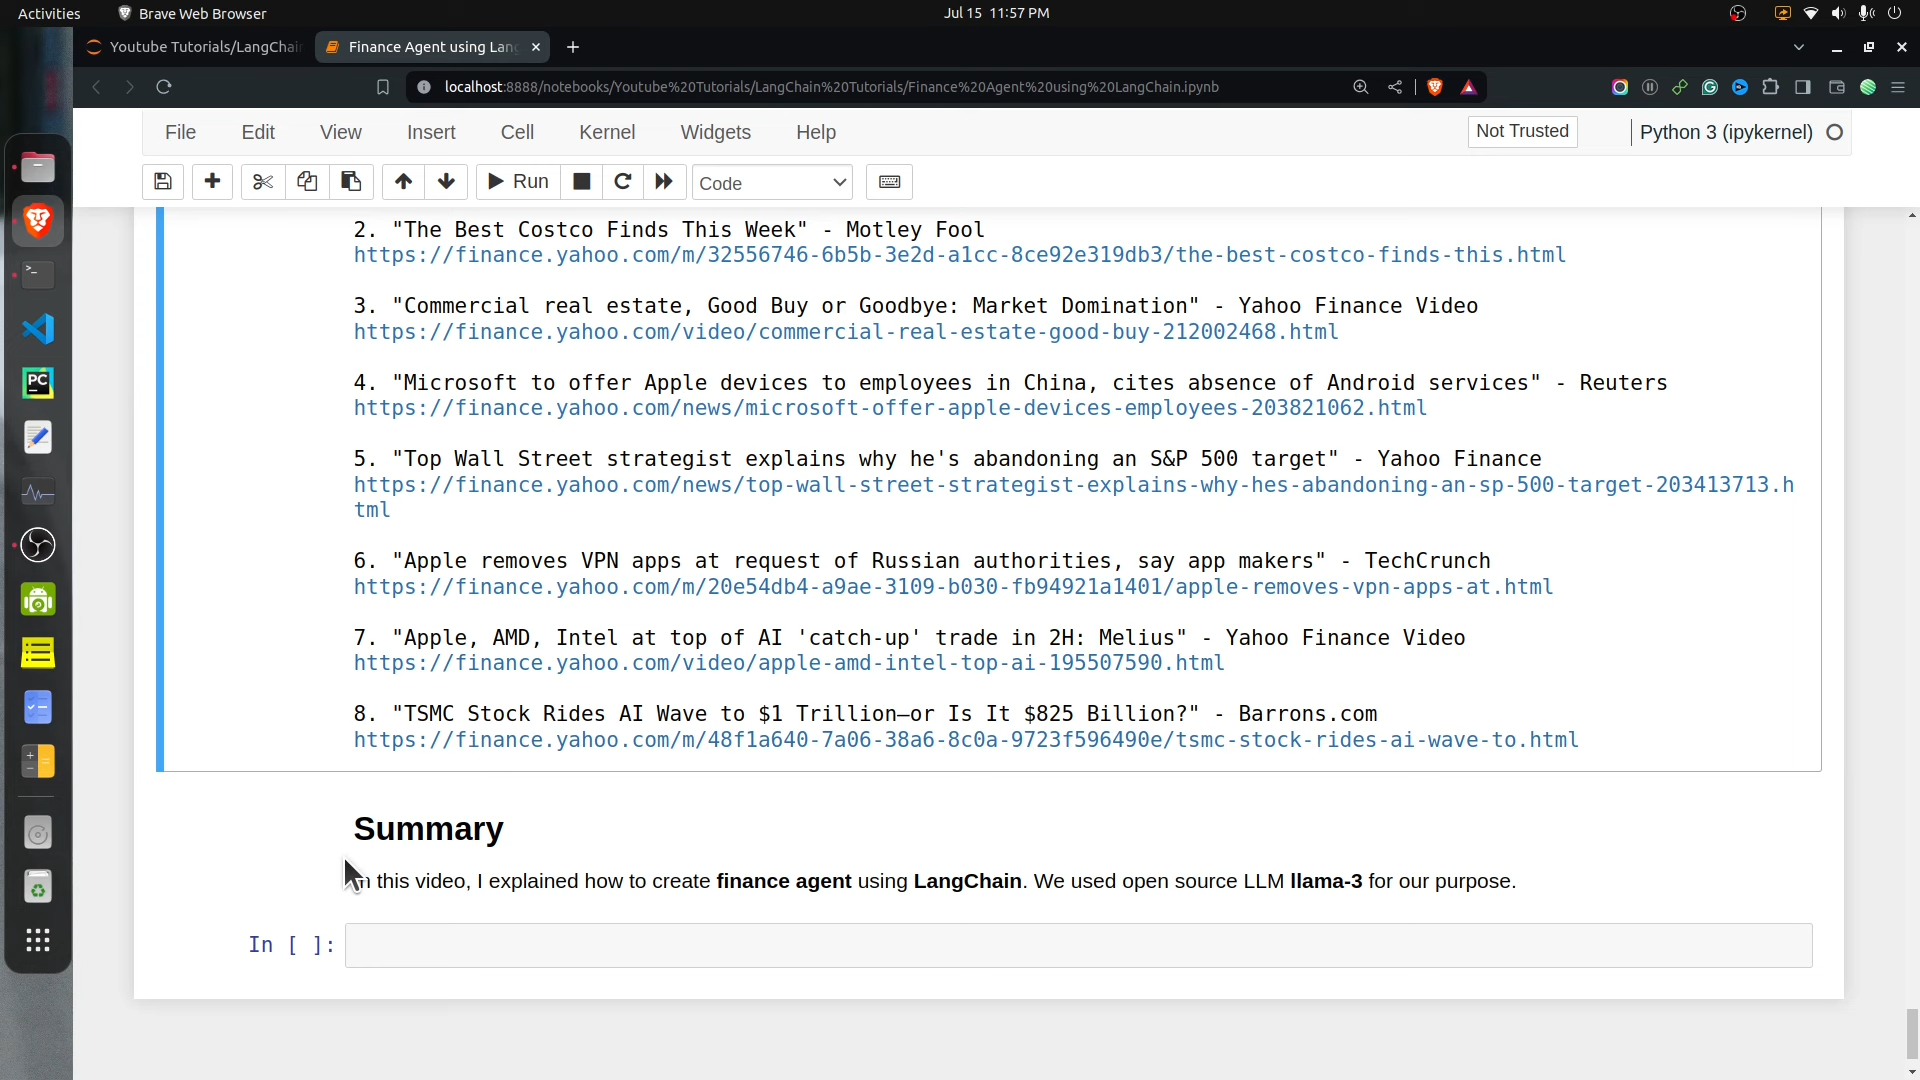 Activities Brave Web Browser Jul 15 11:57 PM
Youtube Tutorials/LangChain Finance Agent using Lang
localhost:8888/notebooks/Youtube%20Tutorials/LangChain%20Tutorials/Finance%20Agent%20using%20LangChain.ipynb
File Edit View Insert Cell Kernel Widgets Help Not Trusted Python 3 (ipykernel)
Run Code
2. "The Best Costco Finds This Week" - Motley Fool
https://finance.yahoo.com/m/32556746-6b5b-3e2d-a1cc-8ce92e319db3/the-best-costco-finds-this.html
3. "Commercial real estate, Good Buy or Goodbye: Market Domination" - Yahoo Finance Video
https://finance.yahoo.com/video/commercial-real-estate-good-buy-212002468.html
4. "Microsoft to offer Apple devices to employees in China, cites absence of Android services" - Reuters
https://finance.yahoo.com/news/microsoft-offer-apple-devices-employees-203821062.html
5. "Top Wall Street strategist explains why he's abandoning an S&P 500 target" - Yahoo Finance
https://finance.yahoo.com/news/top-wall-street-strategist-explains-why-hes-abandoning-an-sp-500-target-203413713.h
tml
6. "Apple removes VPN apps at request of Russian authorities, say app makers" - TechCrunch
https://finance.yahoo.com/m/20e54db4-a9ae-3109-b030-fb94921a1401/apple-removes-vpn-apps-at.html
7. "Apple, AMD, Intel at top of AI 'catch-up' trade in 2H: Melius" - Yahoo Finance Video
https://finance.yahoo.com/video/apple-amd-intel-top-ai-195507590.html
8. "TSMC Stock Rides AI Wave to $1 Trillion—or Is It $825 Billion?" - Barrons.com
https://finance.yahoo.com/m/48f1a640-7a06-38a6-8c0a-9723f596490e/tsmc-stock-rides-ai-wave-to.html
Summary
In this video, I explained how to create finance agent using LangChain. We used open source LLM llama-3 for our purpose.
In [ ]:
PC